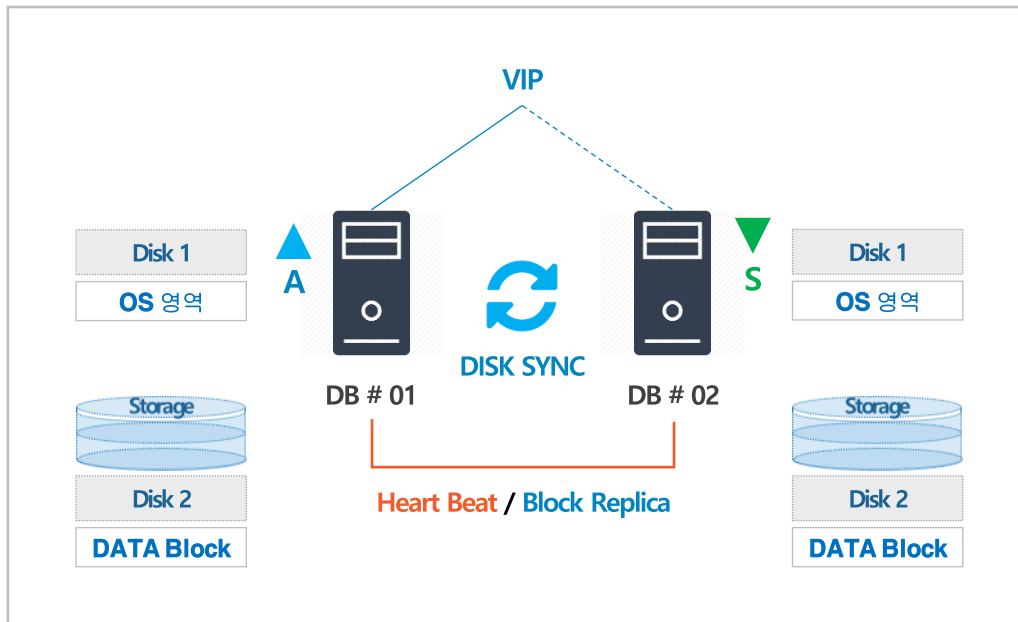 VIP
Disk 1
OS 영역
A
S
Disk 1
OS 영역
DISK SYNC
DB # 01
DB # 02
Storage
Disk 2
DATA Block
Heart Beat / Block Replica
Storage
Disk 2
DATA Block